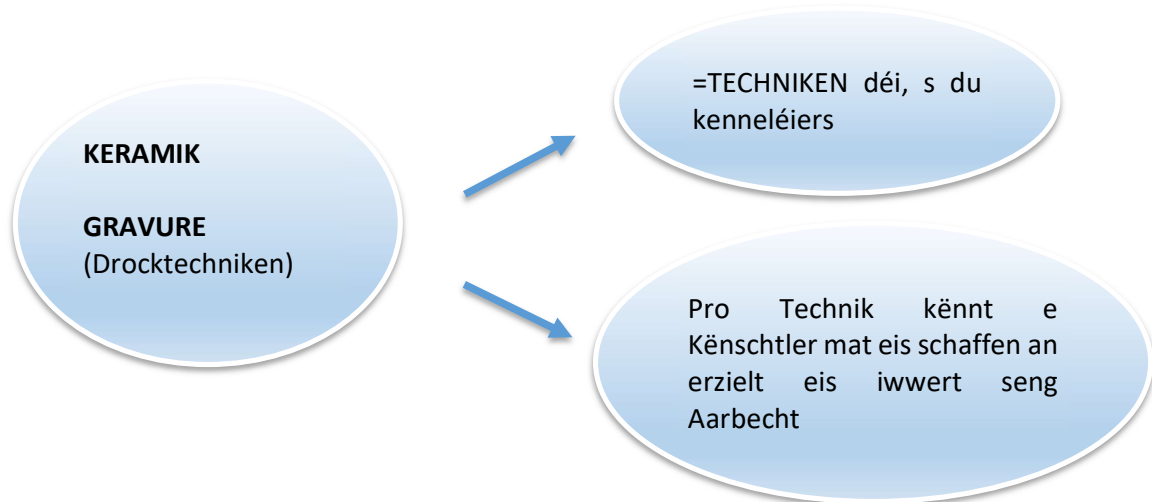 KERAMIK
GRAVURE
(Drocktechniken)
=TECHNIKEN déi, s du
kenneléiers
Pro Technik kënnt e
Kënschtler mat eis schaffen an
erzielt eis iwwert seng
Aarbecht